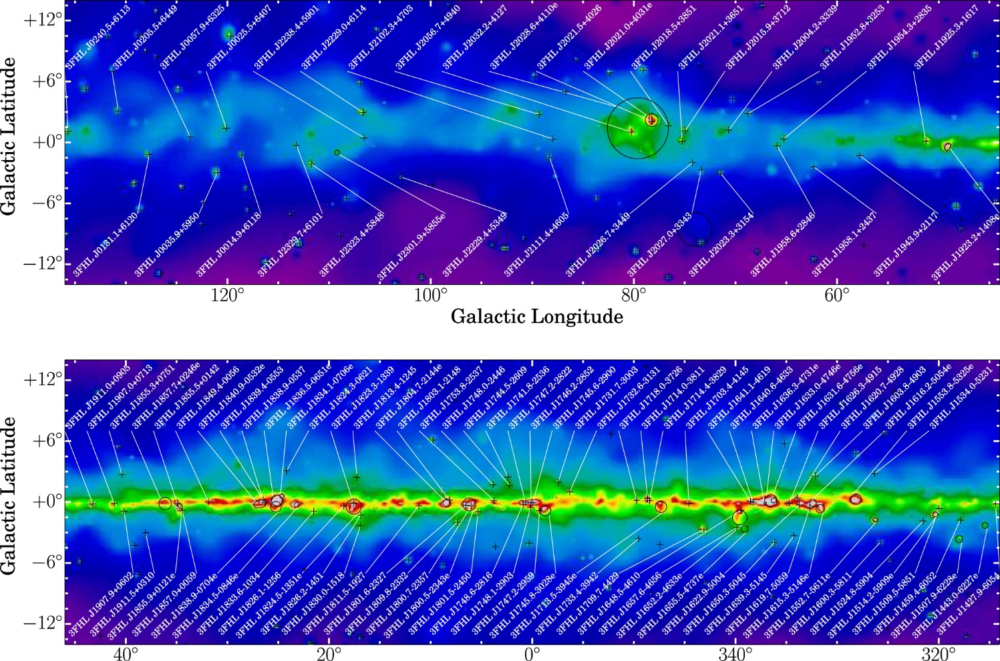 3FHL J0240.5+6113
3FHL J0205.5+6449
3FHL J0057.9+6325
3FHL J0025.5+6407
3FHL J2238.4+5901
3FHL J2229.0+6114
3FHL J2102.3+4703
3FHL J2056.7+4940
3FHL J2032.2+4127
3FHL J2028.6+4110e
3FHL J2021.5+4026
3FHL J2021.0+4031e
3FHL J2018.5+3851
3FHL J2021.1+3651
3FHL J2015.9+3712
3FHL J2004.2+3339
3FHL J1952.8+3253
3FHL J1954.3+2835
3FHL J1925.3+1617
+12°
+6°
+0°
−6°
−12°
Galactic Latitude
3FHL J0131.1+6120
3FHL J0035.9+5950
3FHL J0014.9+6118
3FHL J2329.7+6101
3FHL J2323.4+5848
3FHL J2301.9+5855e
3FHL J2229.4+5349
3FHL J2111.4+4605
3FHL J2026.7+3449
3FHL J2027.0+3343
3FHL J2023.3+3154
3FHL J1958.6+2846
3FHL J1958.1+2437
3FHL J1943.9+2117
3FHL J1923.2+1408e
120°
100°
80°
60°
Galactic Longitude
3FHL J1911.0+0905
3FHL J1907.0+0713
3FHL J1855.3+0751
3FHL J1857.7+0246e
3FHL J1855.5+0142
3FHL J1849.4-0056
3FHL J1840.9-0532e
3FHL J1839.4-0553
3FHL J1838.9-0537
3FHL J1836.5-0651e
3FHL J1834.1-0706e
3FHL J1824.3-0621
3FHL J1823.3-1339
3FHL J1813.4-1245
3FHL J1804.7-2144e
3FHL J1803.1-2148
3FHL J1753.8-2537
3FHL J1748.0-2446
3FHL J1744.5-2609
3FHL J1741.8-2536
3FHL J1747.2-2822
3FHL J1746.2-2852
3FHL J1745.6-2900
3FHL J1731.7-3003
3FHL J1732.6-3131
3FHL J1718.0-3726
3FHL J1714.0-3811
3FHL J1714.4-3829
3FHL J1703.4-4145
3FHL J1641.1-4619
3FHL J1640.6-4633
3FHL J1636.3-4731e
3FHL J1633.0-4746e
3FHL J1631.6-4756e
3FHL J1626.3-4915
3FHL J1620.7-4928
3FHL J1603.8-4903
3FHL J1616.2-5054e
3FHL J1553.8-5325e
3FHL J1534.0-5231
+12°
+6°
+0°
−6°
−12°
Galactic Latitude
3FHL J1907.9+0602
3FHL J1911.5+0310
3FHL J1855.9+0121e
3FHL J1857.0+0059
3FHL J1838.9-0704e
3FHL J1834.5-0846e
3FHL J1833.6-1034
3FHL J1826.1-1256
3FHL J1824.5-1351e
3FHL J1826.2-1451
3FHL J1830.0-1518
3FHL J1811.5-1927
3FHL J1801.6-2327
3FHL J1809.8-2332
3FHL J1800.7-2357
3FHL J1800.5-2343e
3FHL J1801.5-2450
3FHL J1748.6-2816
3FHL J1748.1-2903
3FHL J1747.2-2959
3FHL J1745.8-3028e
3FHL J1713.5-3945e
3FHL J1733.4-3942
3FHL J1709.7-4429
3FHL J1648.5-4610
3FHL J1657.6-4656
3FHL J1652.2-4633e
3FHL J1655.5-4737e
3FHL J1622.9-5004
3FHL J1650.3-5045
3FHL J1639.3-5145
3FHL J1619.7-5059
3FHL J1615.3-5146e
3FHL J1552.7-5611e
3FHL J1600.3-5811
3FHL J1524.8-5904
3FHL J1514.2-5909e
3FHL J1509.5-5851
3FHL J1459.4-6052
3FHL J1507.9-6228e
3FHL J1443.0-6227e
3FHL J1427.9-6054
40°
20°
0°
340°
320°